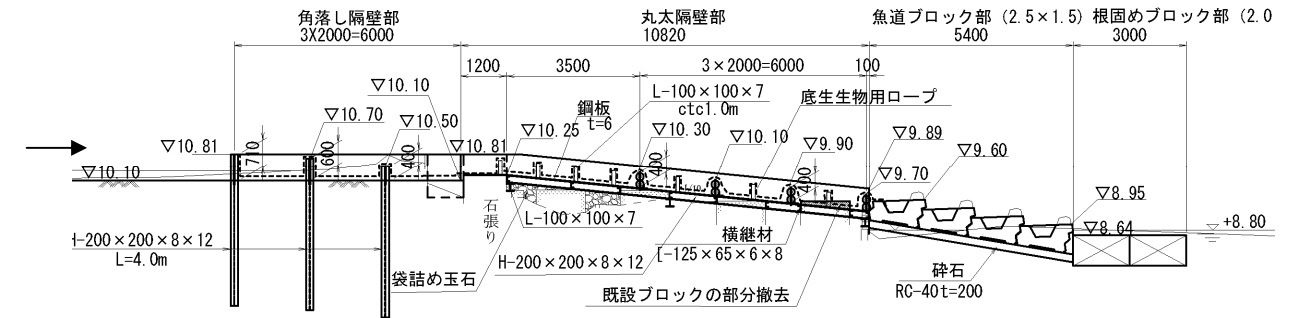 角落し隔壁部
3X2000=6000
丸太隔壁部
10820
魚道ブロック部 (2.5×1.5)
5400
根固めブロック部 (2.0
3000
1200
3500
3×2000=6000
100
▽10.10
L-100×100×7
ctc1.0m
底生生物用ロープ
鋼板
t=6
▽10.70
▽10.50
▽10.81
▽10.81
▽10.25
▽10.30
▽10.10
▽9.90
▽9.89
▽9.60
▽9.70
▽8.95
▽8.64
+8.80
▽10.10
710
600
400
400
400
石張り
L-100×100×7
横継材
[-125×65×6×8
H-200×200×8×12
L=4.0m
H-200×200×8×12
袋詰め玉石
既設ブロックの部分撤去
砕石
RC-40t=200